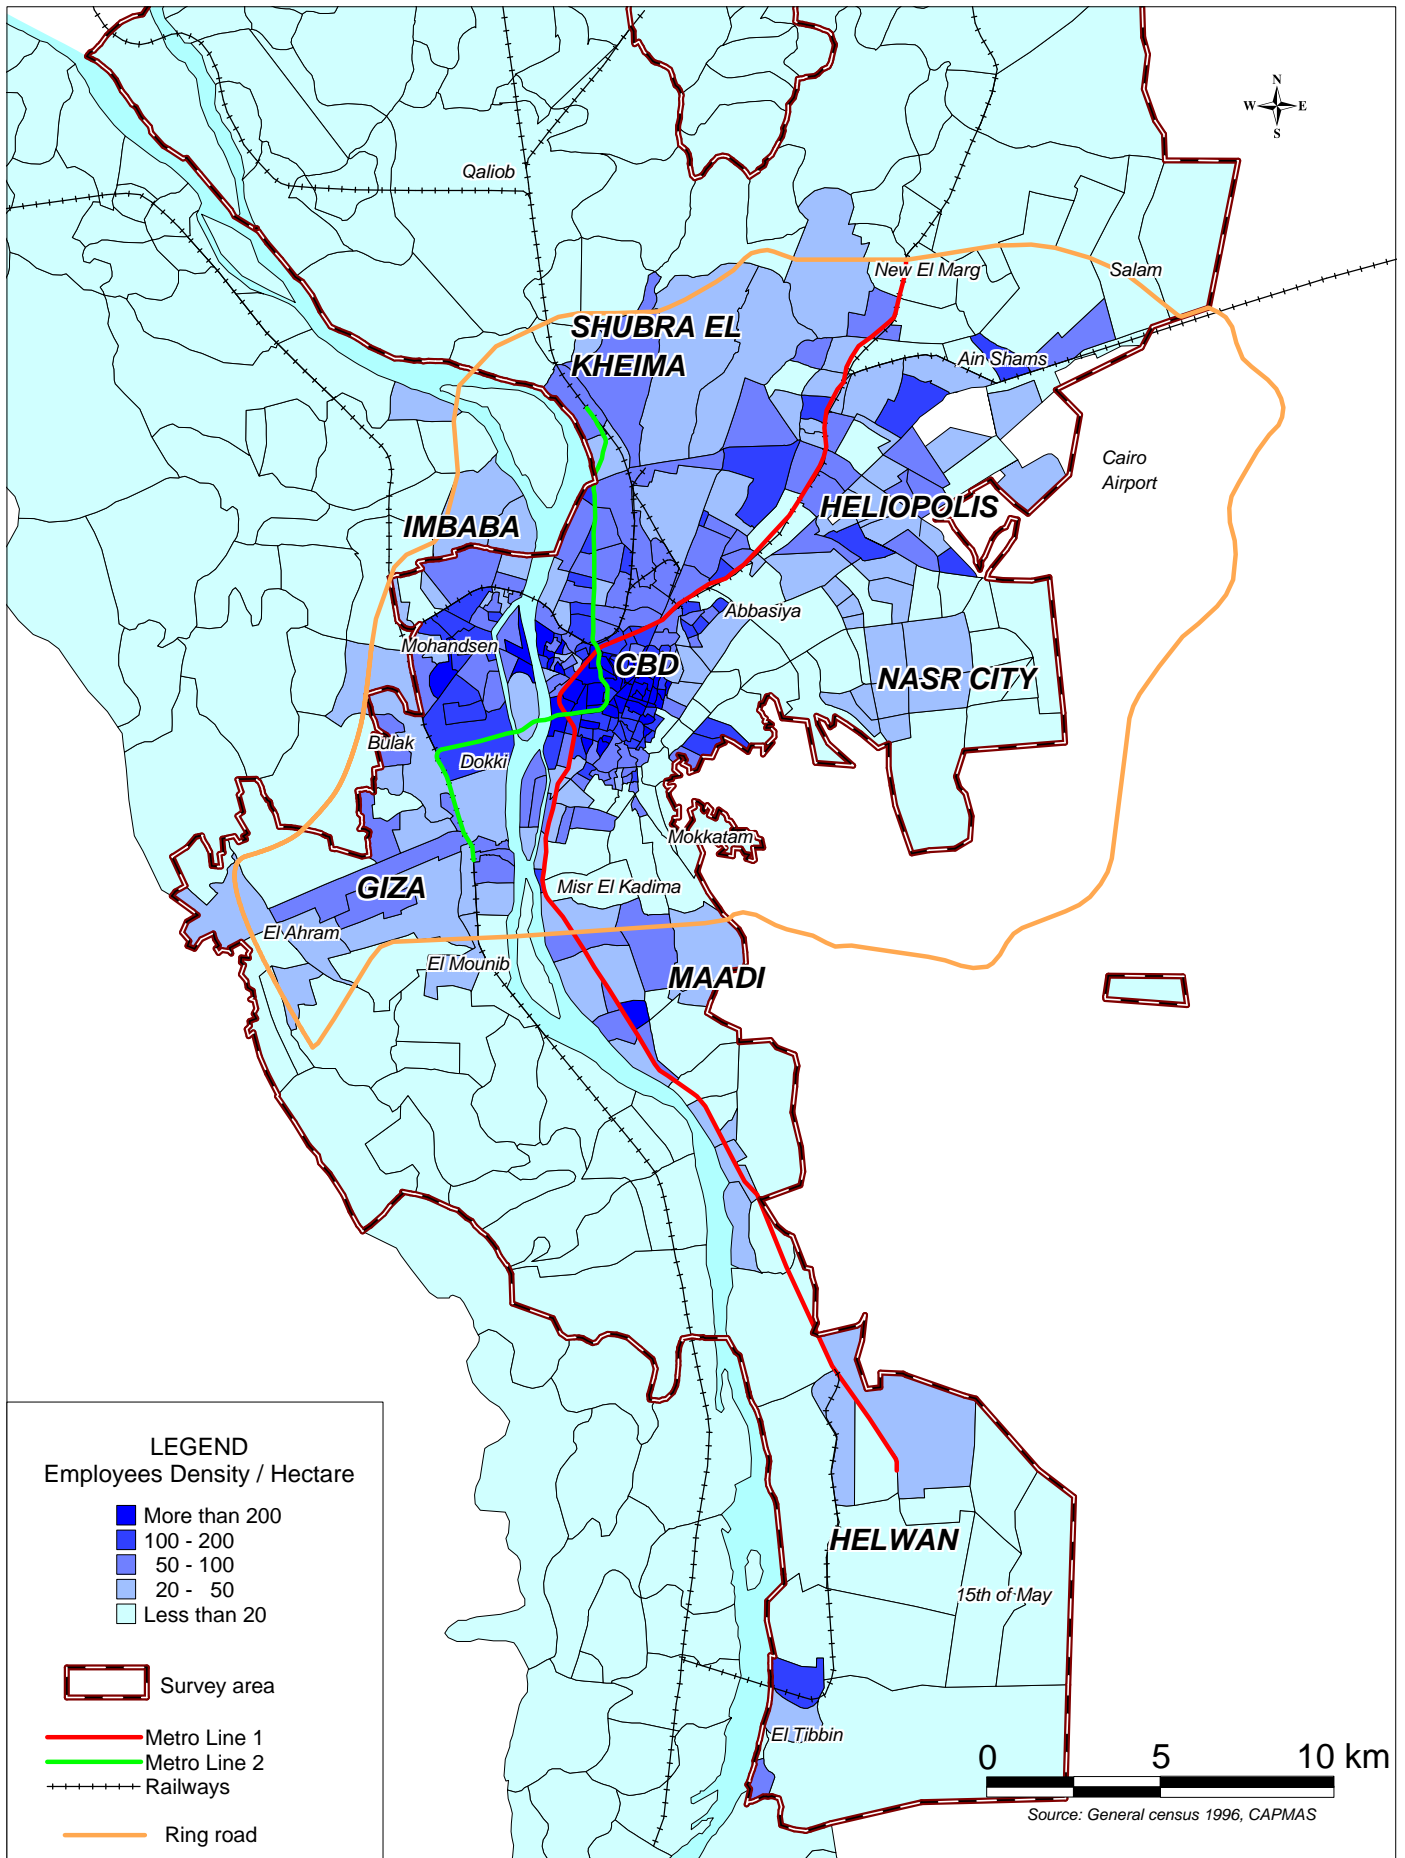 N
W E
S
Qaliob
New El Marg
Salam
SHUBRA EL
KHEIMA
Ain Shams
Cairo
Airport
HELIOPOLIS
IMBABA
Abbasiya
Mohandsen
CBD
NASR CITY
Bulak
Dokki
Mokkatam
GIZA
Misr El Kadima
El Ahram
El Mounib
MAADI
LEGEND
Employees Density / Hectare
More than 200
100 - 200
50 - 100
20 - 50
Less than 20
Survey area
Metro Line 1
Metro Line 2
Railways
Ring road
HELWAN
15th of May
El Tibbin
0 5 10 km
Source: General census 1996, CAPMAS